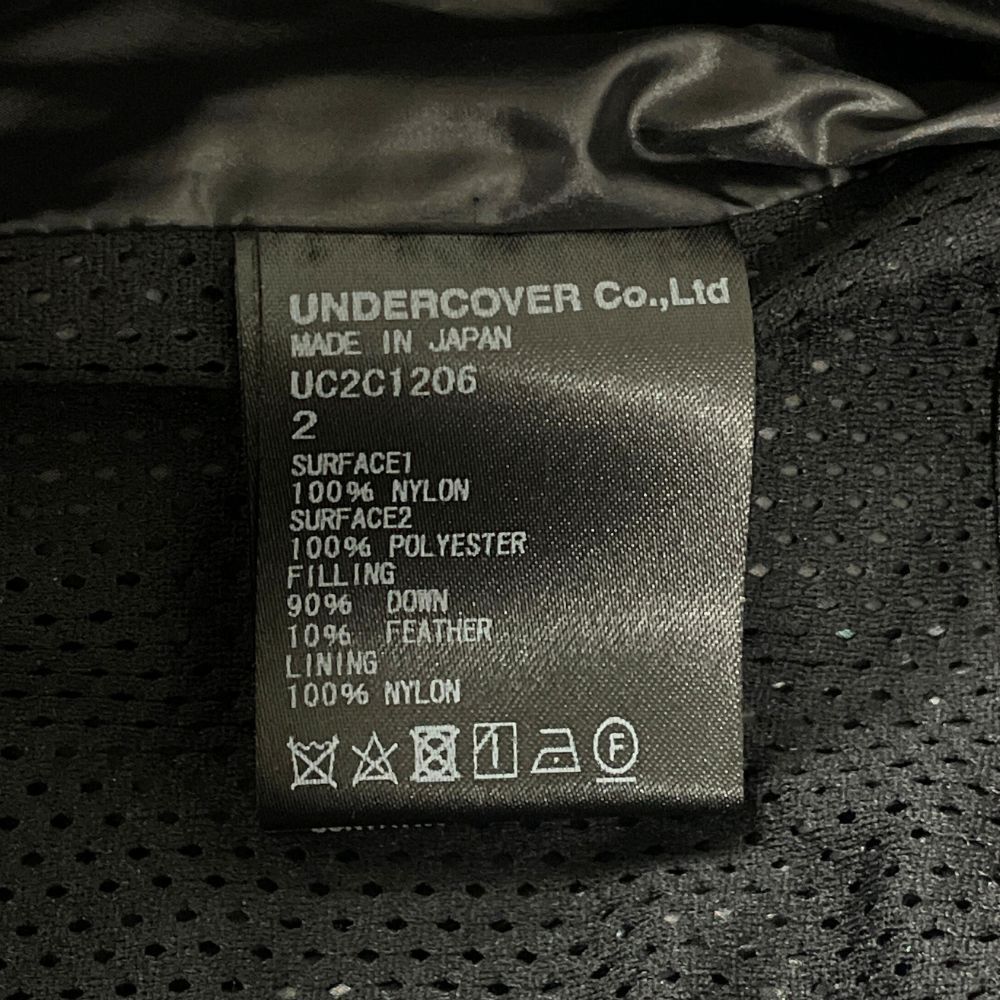 UNDERCOVER Co.,Ltd
MADE IN JAPAN
UC2C1206
2
SURFACE1
100% NYLON
SURFACE2
100% POLYESTER
FILLING
90% DOWN
10% FEATHER
LINING
100% NYLON
F